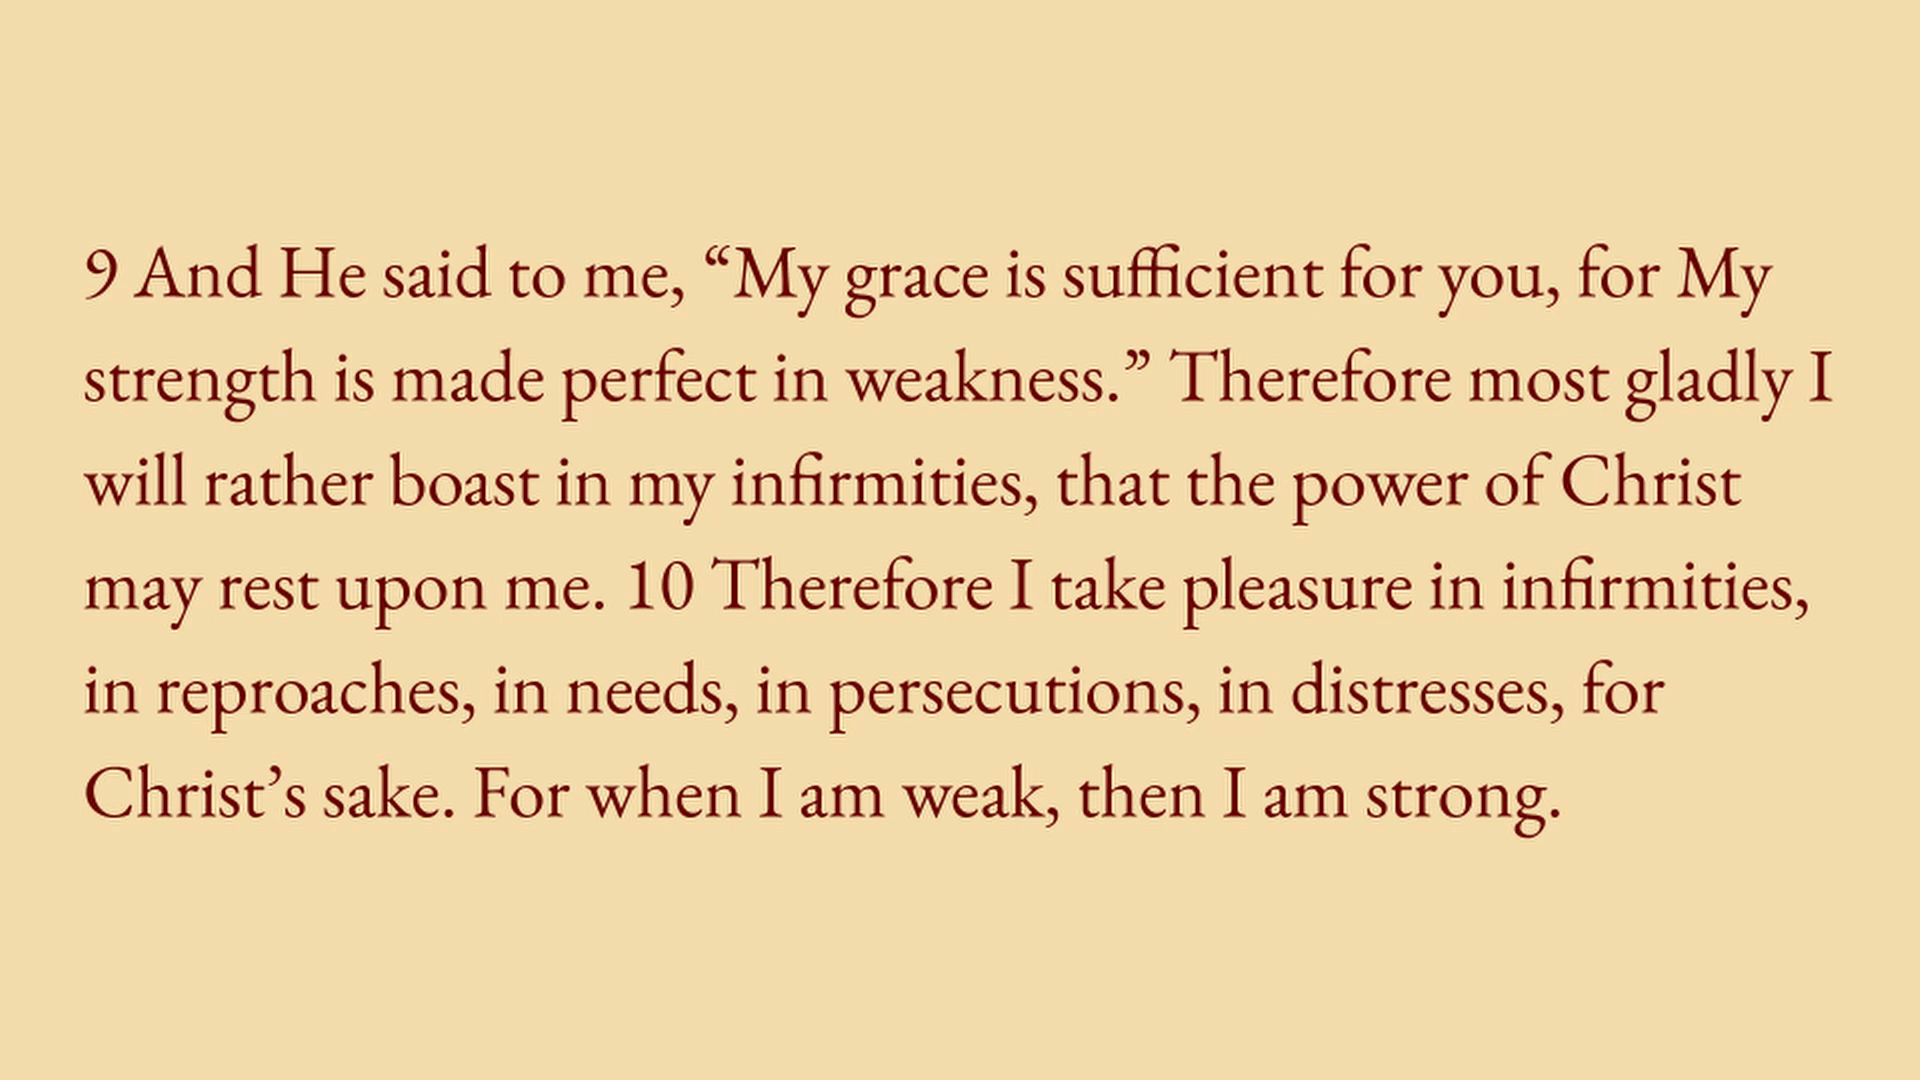 9 And He said to me, “My grace is sufficient for you, for My
strength is made perfect in weakness.” Therefore most gladly I
will rather boast in my infirmities, that the power of Christ
may rest upon me. 10 Therefore I take pleasure in infirmities,
in reproaches, in needs, in persecutions, in distresses, for
Christ’s sake. For when I am weak, then I am strong.